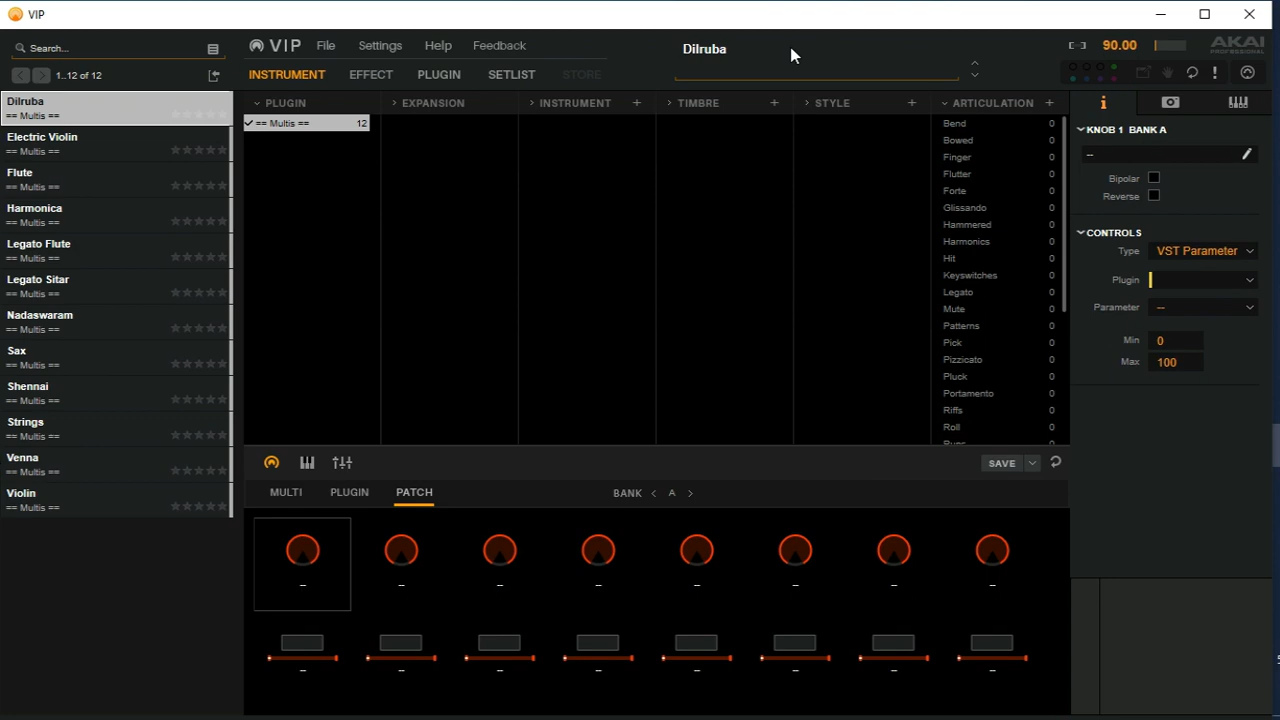 VIP
Search...
1..12 of 12
Dilruba
== Multis ==
Electric Violin
== Multis ==
Flute
== Multis ==
Harmonica
== Multis ==
Legato Flute
== Multis ==
Legato Sitar
== Multis ==
Nadaswaram
== Multis ==
Sax
== Multis ==
Shennai
== Multis ==
Strings
== Multis ==
Venna
== Multis ==
Violin
== Multis ==
VIP File Settings Help Feedback
Dilruba
90.00
AKAI
PROFESSIONAL
INSTRUMENT EFFECT PLUGIN SETLIST STORE
PLUGIN EXPANSION INSTRUMENT + TIMBRE + STYLE + ARTICULATION +
== Multis == 12
Bend 0
Bowed 0
Finger 0
Flutter 0
Forte 0
Glissando 0
Hammered 0
Harmonics 0
Hit 0
Keyswitches 0
Legato 0
Mute 0
Patterns 0
Pick 0
Pizzicato 0
Pluck 0
Portamento 0
Riffs 0
Roll 0
KNOB 1 BANK A
--
Bipolar
Reverse
CONTROLS
Type VST Parameter
Plugin
Parameter --
Min 0
Max 100
SAVE
MULTI PLUGIN PATCH
BANK < A >
-- -- -- -- -- -- -- --
-- -- -- -- -- -- -- --